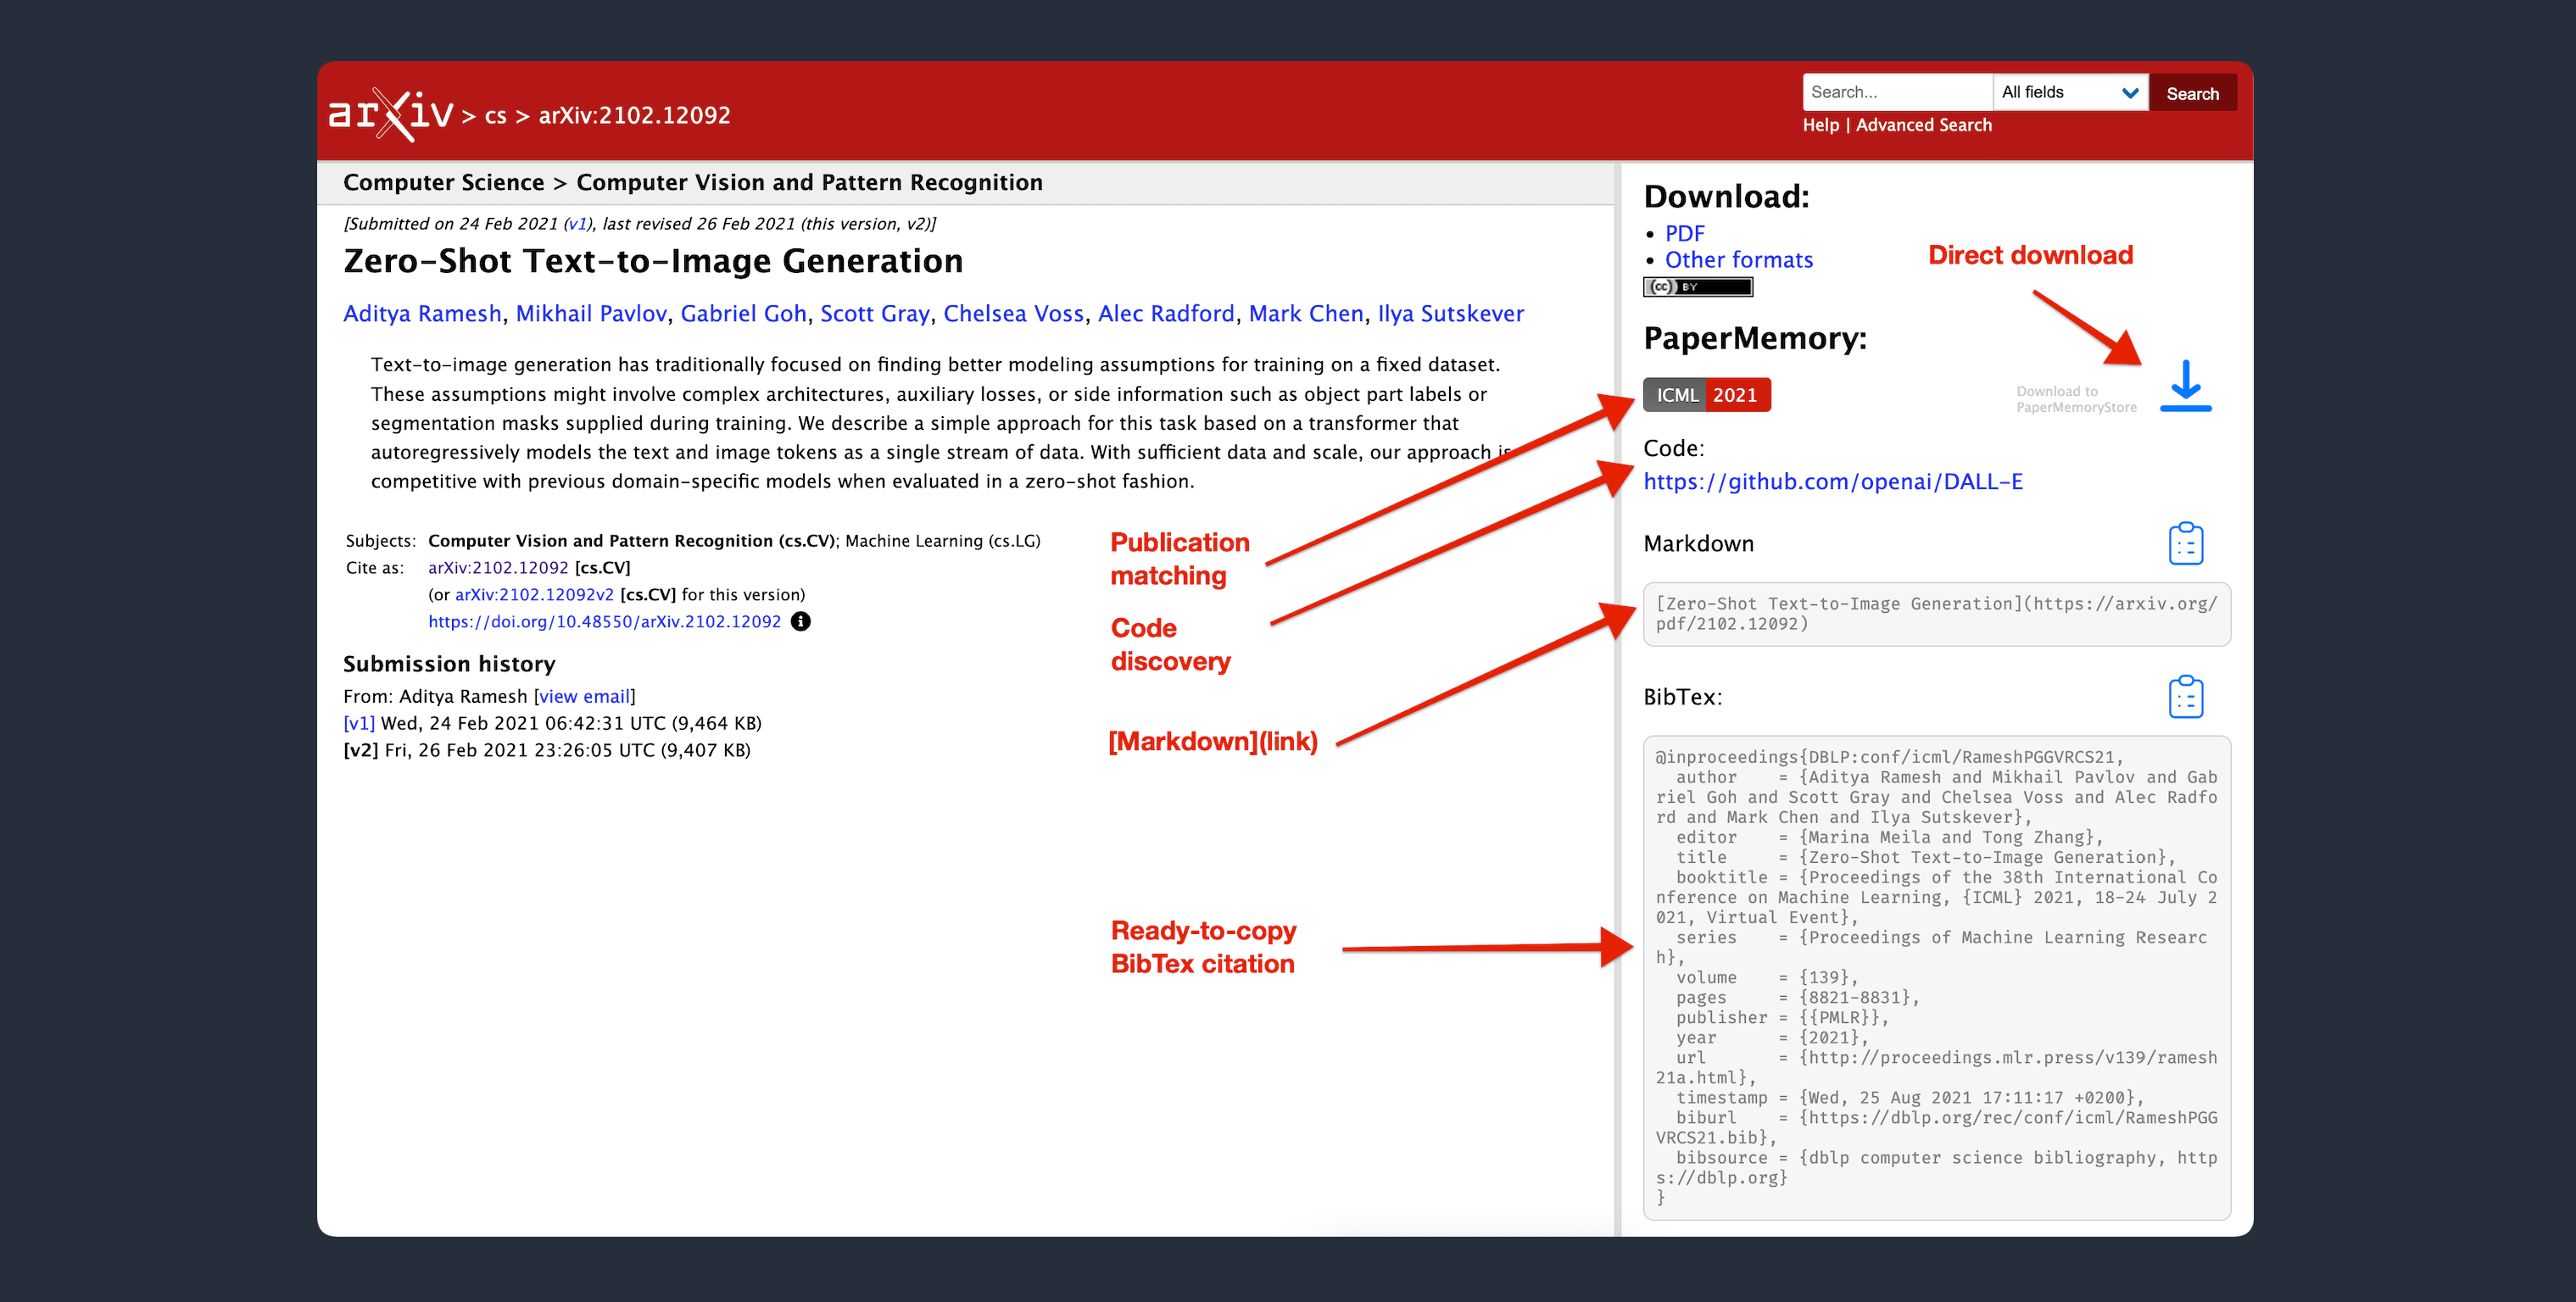 arXiv > cs > arXiv:2102.12092
Search...
All fields
Search
Help | Advanced Search
Computer Science > Computer Vision and Pattern Recognition
[Submitted on 24 Feb 2021 (v1), last revised 26 Feb 2021 (this version, v2)]
Zero-Shot Text-to-Image Generation
Aditya Ramesh, Mikhail Pavlov, Gabriel Goh, Scott Gray, Chelsea Voss, Alec Radford, Mark Chen, Ilya Sutskever
Text-to-image generation has traditionally focused on finding better modeling assumptions for training on a fixed dataset.
These assumptions might involve complex architectures, auxiliary losses, or side information such as object part labels or
segmentation masks supplied during training. We describe a simple approach for this task based on a transformer that
autoregressively models the text and image tokens as a single stream of data. With sufficient data and scale, our approach is
competitive with previous domain-specific models when evaluated in a zero-shot fashion.
Subjects: Computer Vision and Pattern Recognition (cs.CV); Machine Learning (cs.LG)
Cite as: arXiv:2102.12092 [cs.CV]
(or arXiv:2102.12092v2 [cs.CV] for this version)
https://doi.org/10.48550/arXiv.2102.12092
Submission history
From: Aditya Ramesh [view email]
[v1] Wed, 24 Feb 2021 06:42:31 UTC (9,464 KB)
[v2] Fri, 26 Feb 2021 23:26:05 UTC (9,407 KB)
Publication
matching
Code
discovery
[Markdown](link)
Ready-to-copy
BibTex citation
Download:
• PDF
• Other formats
(cc) BY
Direct download
PaperMemory:
ICML 2021
Download to
PaperMemoryStore
Code:
https://github.com/openai/DALL-E
Markdown
[Zero-Shot Text-to-Image Generation](https://arxiv.org/
pdf/2102.12092)
BibTex:
@inproceedings{DBLP:conf/icml/RameshPGGVRCS21,
author = {Aditya Ramesh and Mikhail Pavlov and Gab
riel Goh and Scott Gray and Chelsea Voss and Alec Radfo
rd and Mark Chen and Ilya Sutskever},
editor = {Marina Meila and Tong Zhang},
title = {Zero-Shot Text-to-Image Generation},
booktitle = {Proceedings of the 38th International Co
nference on Machine Learning, {ICML} 2021, 18-24 July 2
021, Virtual Event},
series = {Proceedings of Machine Learning Researc
h},
volume = {139},
pages = {8821-8831},
publisher = {{PMLR}},
year = {2021},
url = {http://proceedings.mlr.press/v139/ramesh
21a.html},
timestamp = {Wed, 25 Aug 2021 17:11:17 +0200},
biburl = {https://dblp.org/rec/conf/icml/RameshPGG
VRCS21.bib},
bibsource = {dblp computer science bibliography, http
s://dblp.org}
}